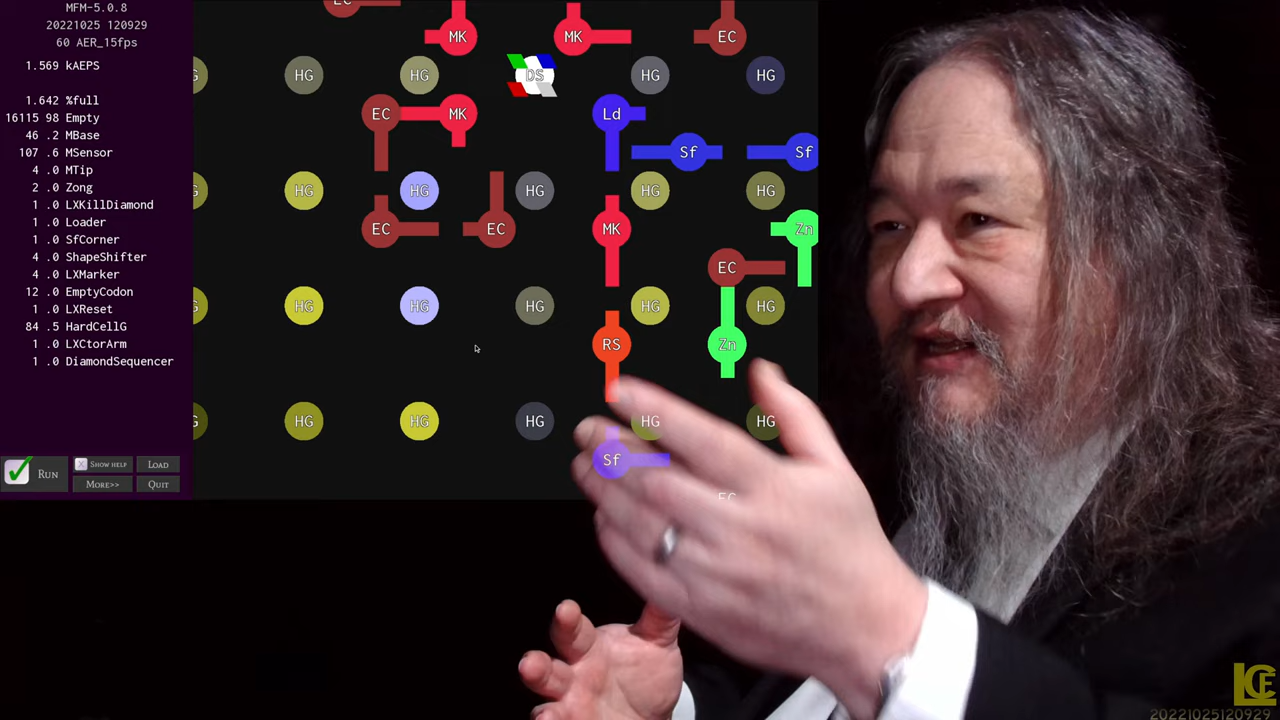 MFM-5.0.8
20221025 120929
60 AER_15fps
1.569 kAEPS
1.642 %full
16115 98 Empty
46 .2 MBase
107 .6 MSensor
4 .0 MTip
2 .0 Zong
1 .0 LXKillDiamond
1 .0 Loader
1 .0 SfCorner
4 .0 ShapeShifter
4 .0 LXMarker
12 .0 EmptyCodon
1 .0 LXReset
84 .5 HardCellG
1 .0 LXCtorArm
1 .0 DiamondSequencer
RUN
SHOW HELP
LOAD
MORE>>
QUIT
EC
MK MK EC
G HG HG DS HG HG
EC MK Ld
Sf Sf
G HG HG HG HG HG
EC EC MK Zn
EC
G HG HG HG HG HG
RS Zn
G HG HG HG HG HG
Sf
EC
LCF
20221025120929